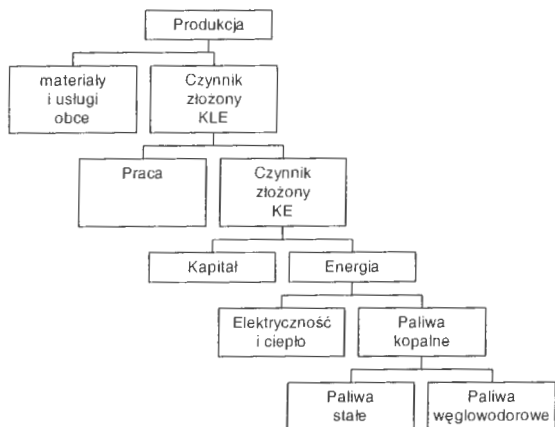 Produkcja
materiały
i usługi
obce
Czynnik
złożony
KLE
Praca
Czynnik
złożony
KE
Kapitał
Energia
Elektryczność
i ciepło
Paliwa
kopalne
Paliwa
stałe
Paliwa
węglowodorowe